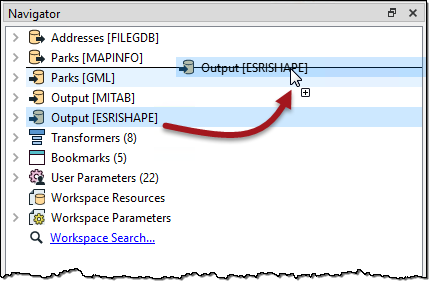 Navigator
Addresses [FILEGDB]
Parks [MAPINFO]
Output [ESRISHAPE]
Parks [GML]
Output [MITAB]
Output [ESRISHAPE]
Transformers (8)
Bookmarks (5)
User Parameters (22)
Workspace Resources
Workspace Parameters
Workspace Search...